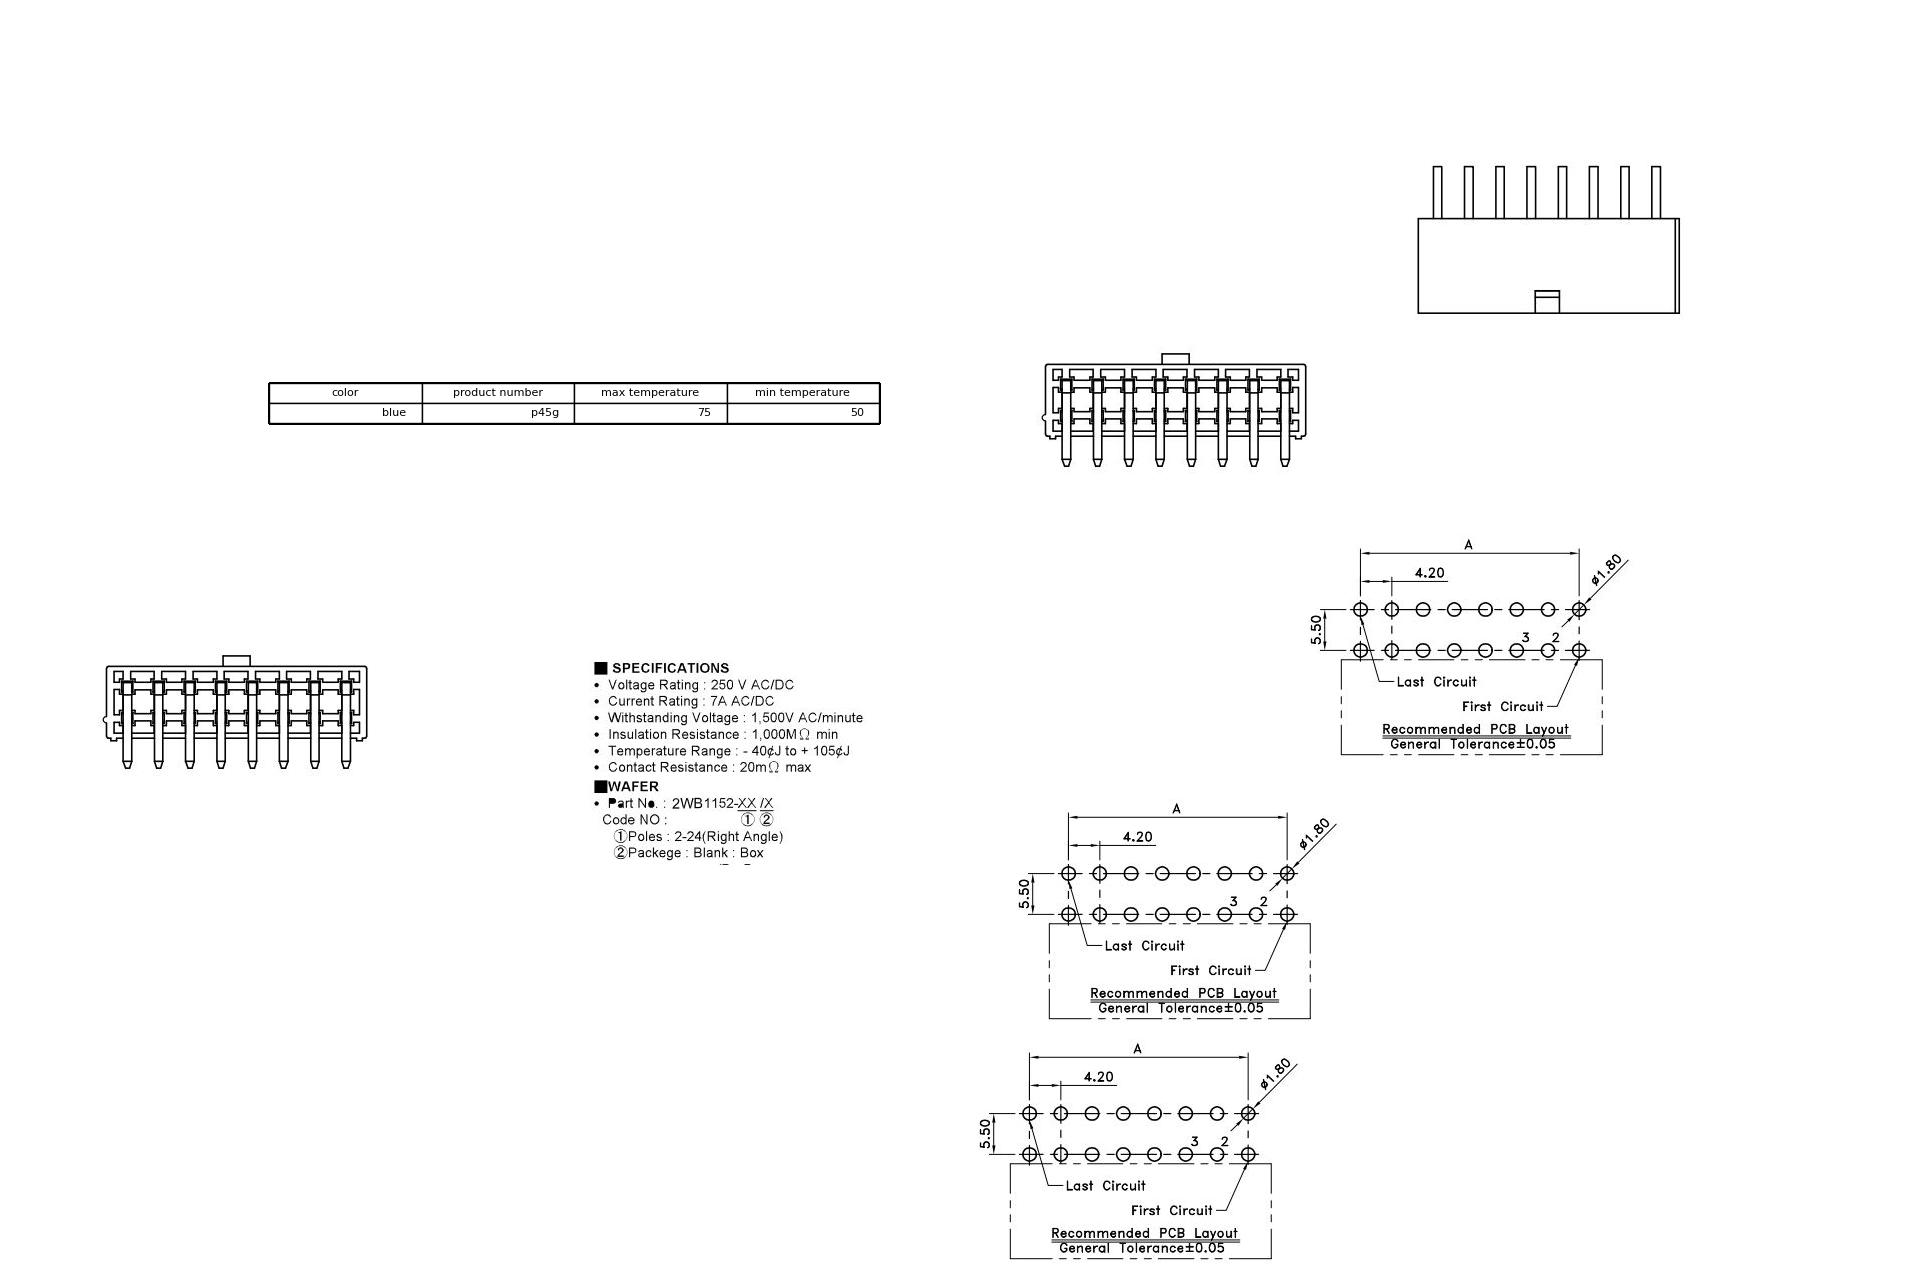 color product number max temperature min temperature
blue p45g 75 50
A
4.20
ø1.80
5.50
3 2
Last Circuit
First Circuit
Recommended PCB Layout
General Tolerance±0.05
■ SPECIFICATIONS
• Voltage Rating : 250 V AC/DC
• Current Rating : 7A AC/DC
• Withstanding Voltage : 1,500V AC/minute
• Insulation Resistance : 1,000MΩ min
• Temperature Range : - 40¢J to + 105¢J
• Contact Resistance : 20mΩ max
■WAFER
• Part No. : 2WB1152-XX /X
Code NO : ① ②
①Poles : 2-24(Right Angle)
②Packege : Blank : Box
A
4.20
ø1.80
5.50
3 2
Last Circuit
First Circuit
Recommended PCB Layout
General Tolerance±0.05
A
4.20
ø1.80
5.50
3 2
Last Circuit
First Circuit
Recommended PCB Layout
General Tolerance±0.05